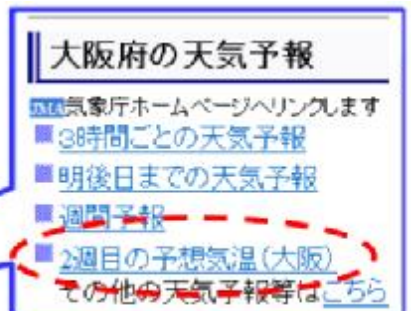 大阪府の天気予報
JMA気象庁ホームページへリンクします
3時間ごとの天気予報
明後日までの天気予報
週間予報
2週目の予想気温(大阪)
その他の天気予報等はこちら